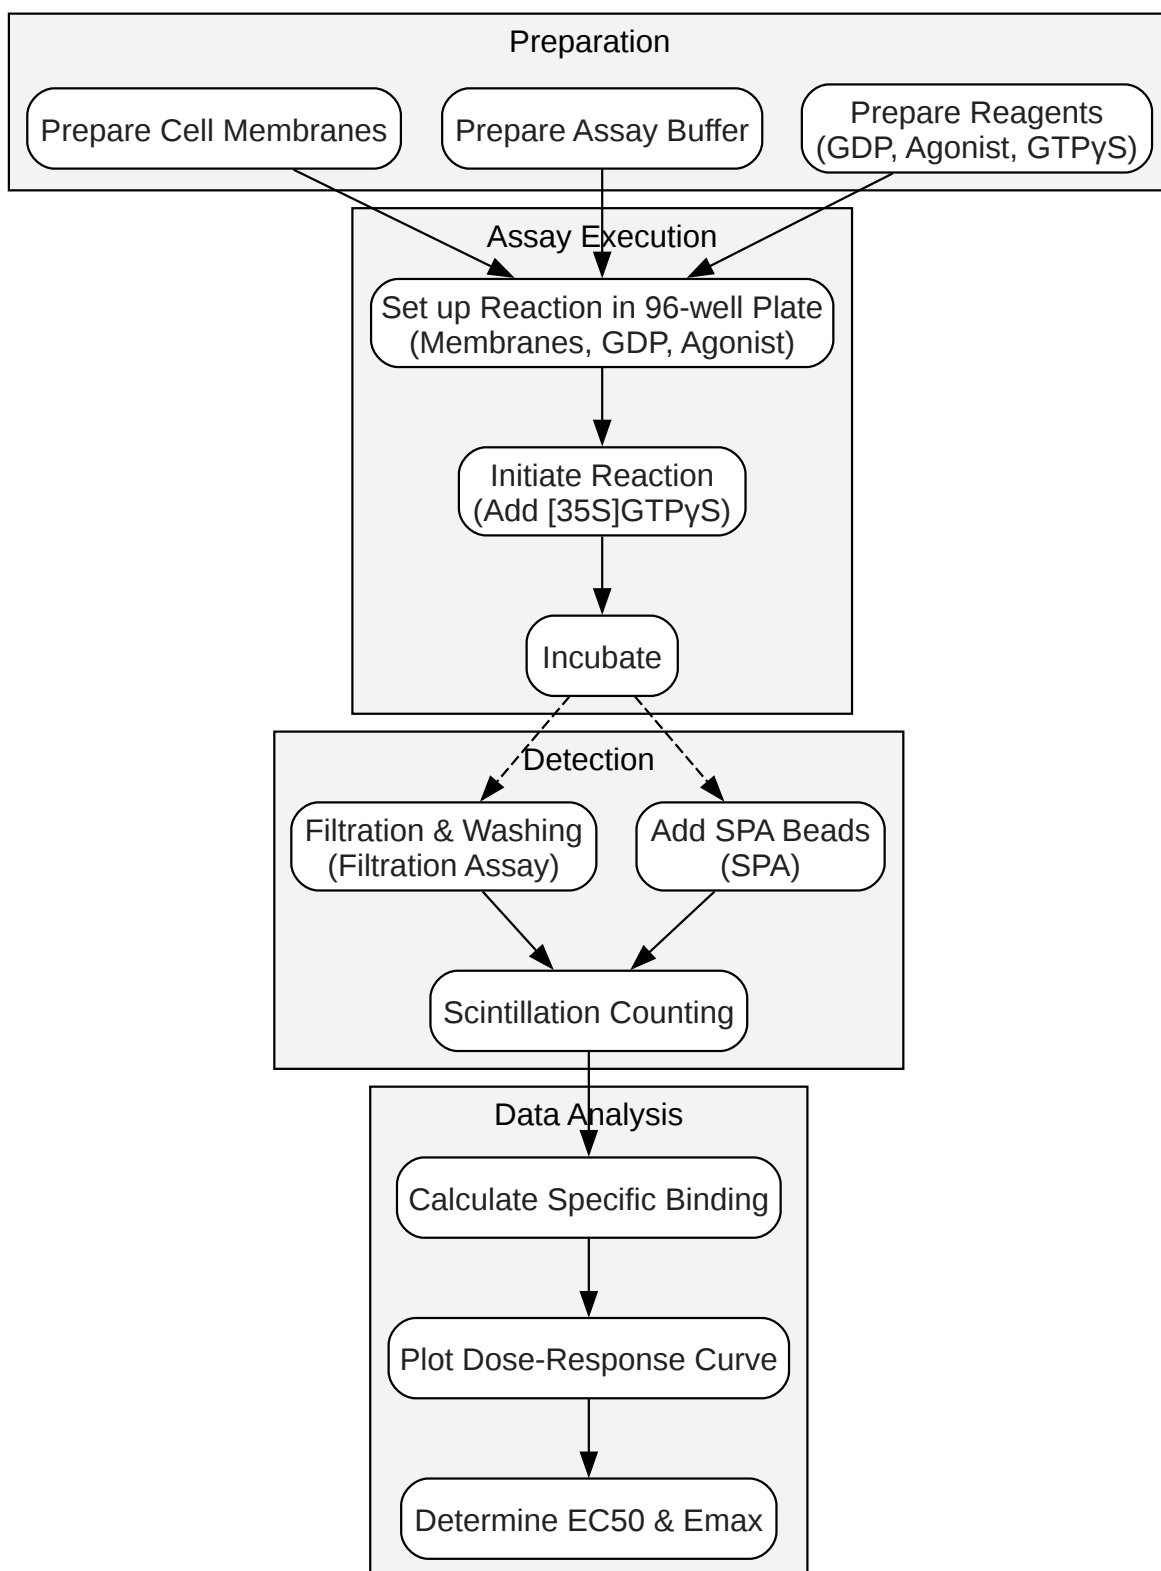 Preparation
Prepare Cell Membranes
Prepare Assay Buffer
Prepare Reagents
(GDP, Agonist, GTPγS)
Assay Execution
Set up Reaction in 96-well Plate
(Membranes, GDP, Agonist)
Initiate Reaction
(Add [35S]GTPγS)
Incubate
Detection
Filtration & Washing
(Filtration Assay)
Add SPA Beads
(SPA)
Scintillation Counting
Data Analysis
Calculate Specific Binding
Plot Dose-Response Curve
Determine EC50 & Emax